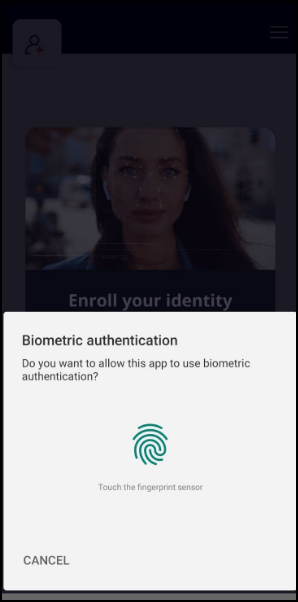 Enroll your identity
Biometric authentication
Do you want to allow this app to use biometric
authentication?
Touch the fingerprint sensor
CANCEL